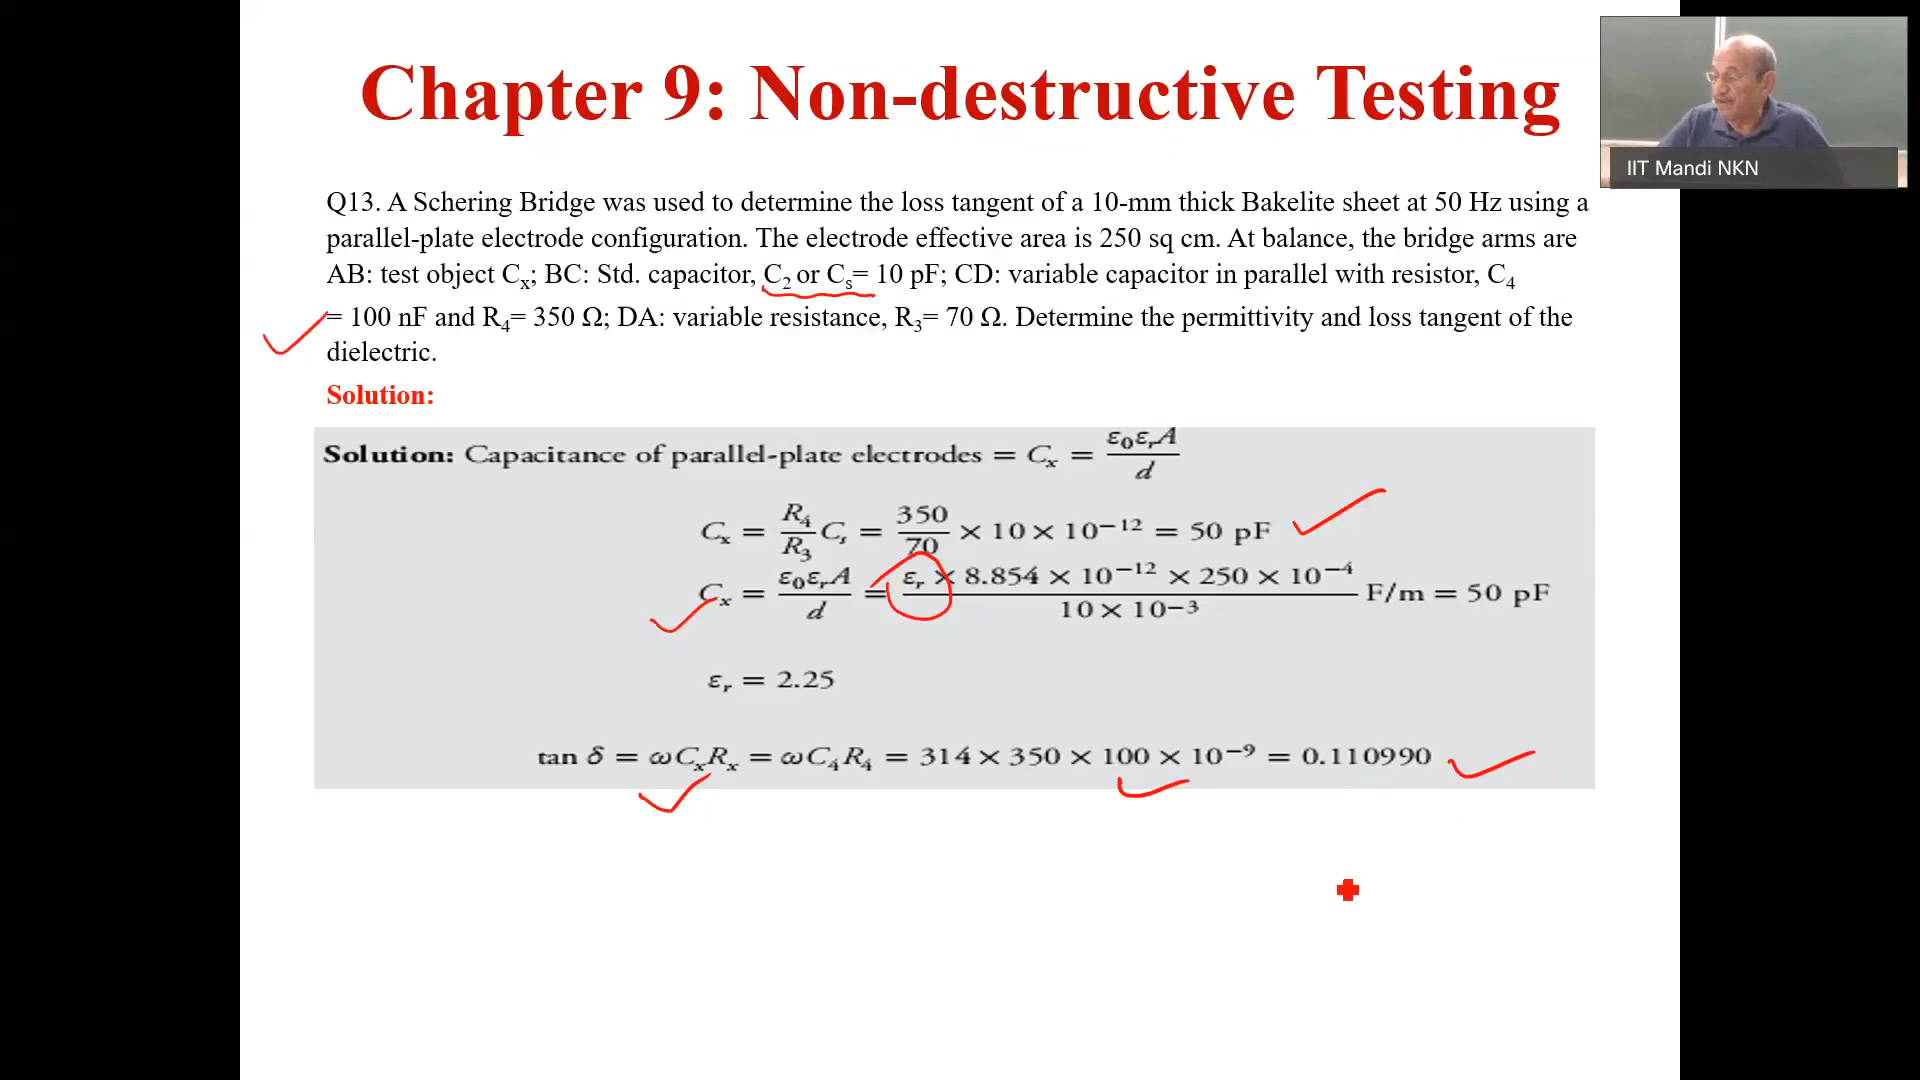 Chapter 9: Non-destructive Testing
IIT Mandi NKN
Q13. A Schering Bridge was used to determine the loss tangent of a 10-mm thick Bakelite sheet at 50 Hz using a
parallel-plate electrode configuration. The electrode effective area is 250 sq cm. At balance, the bridge arms are
AB: test object Cₓ; BC: Std. capacitor, C₂ or Cₛ= 10 pF; CD: variable capacitor in parallel with resistor, C₄
= 100 nF and R₄= 350 Ω; DA: variable resistance, R₃= 70 Ω. Determine the permittivity and loss tangent of the
dielectric.
Solution:
Solution: Capacitance of parallel-plate electrodes = Cₓ = ε₀εᵣA / d
Cₓ = R₄/R₃ Cₛ = 350/70 × 10 × 10⁻¹² = 50 pF
Cₓ = ε₀εᵣA / d = εᵣ × 8.854 × 10⁻¹² × 250 × 10⁻⁴ / 10 × 10⁻³ F/m = 50 pF
εᵣ = 2.25
tan δ = ωCₓRₓ = ωC₄R₄ = 314 × 350 × 100 × 10⁻⁹ = 0.110990